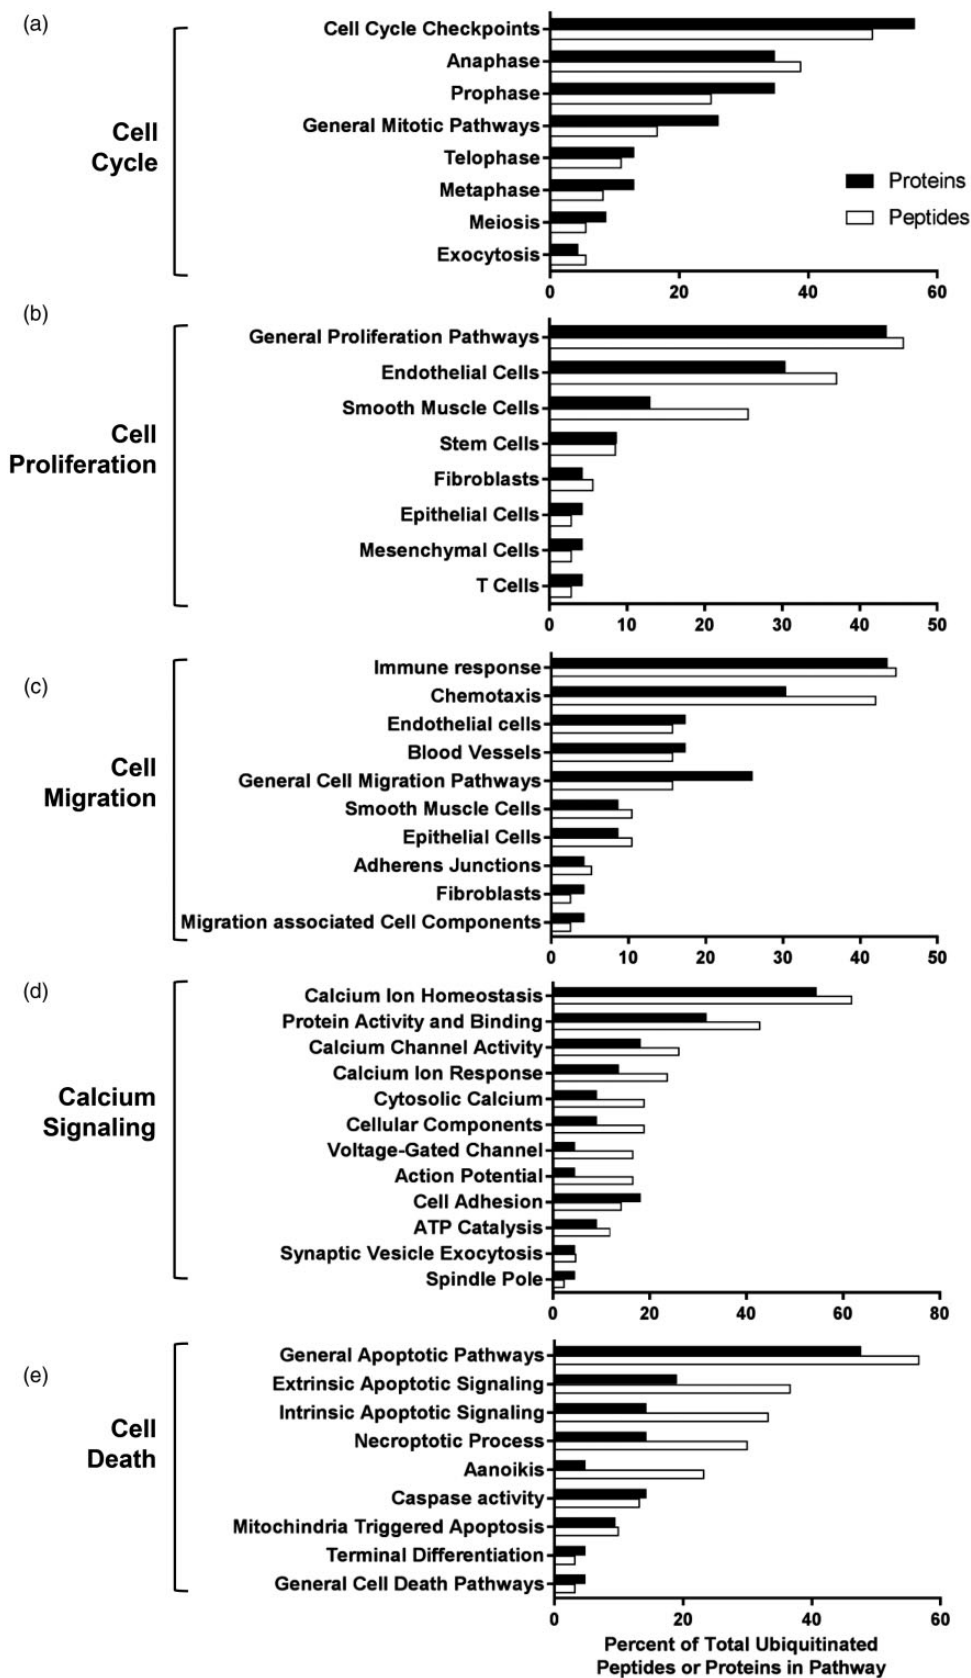 (a)
Cell
Cycle
Cell Cycle Checkpoints
Anaphase
Prophase
General Mitotic Pathways
Telophase
Metaphase
Meiosis
Exocytosis
Proteins
Peptides
0 20 40 60
(b)
Cell
Proliferation
General Proliferation Pathways
Endothelial Cells
Smooth Muscle Cells
Stem Cells
Fibroblasts
Epithelial Cells
Mesenchymal Cells
T Cells
0 10 20 30 40 50
(c)
Cell
Migration
Immune response
Chemotaxis
Endothelial cells
Blood Vessels
General Cell Migration Pathways
Smooth Muscle Cells
Epithelial Cells
Adherens Junctions
Fibroblasts
Migration associated Cell Components
0 10 20 30 40 50
(d)
Calcium
Signaling
Calcium Ion Homeostasis
Protein Activity and Binding
Calcium Channel Activity
Calcium Ion Response
Cytosolic Calcium
Cellular Components
Voltage-Gated Channel
Action Potential
Cell Adhesion
ATP Catalysis
Synaptic Vesicle Exocytosis
Spindle Pole
0 20 40 60 80
(e)
Cell
Death
General Apoptotic Pathways
Extrinsic Apoptotic Signaling
Intrinsic Apoptotic Signaling
Necroptotic Process
Aanoikis
Caspase activity
Mitochindria Triggered Apoptosis
Terminal Differentiation
General Cell Death Pathways
0 20 40 60
Percent of Total Ubiquitinated
Peptides or Proteins in Pathway